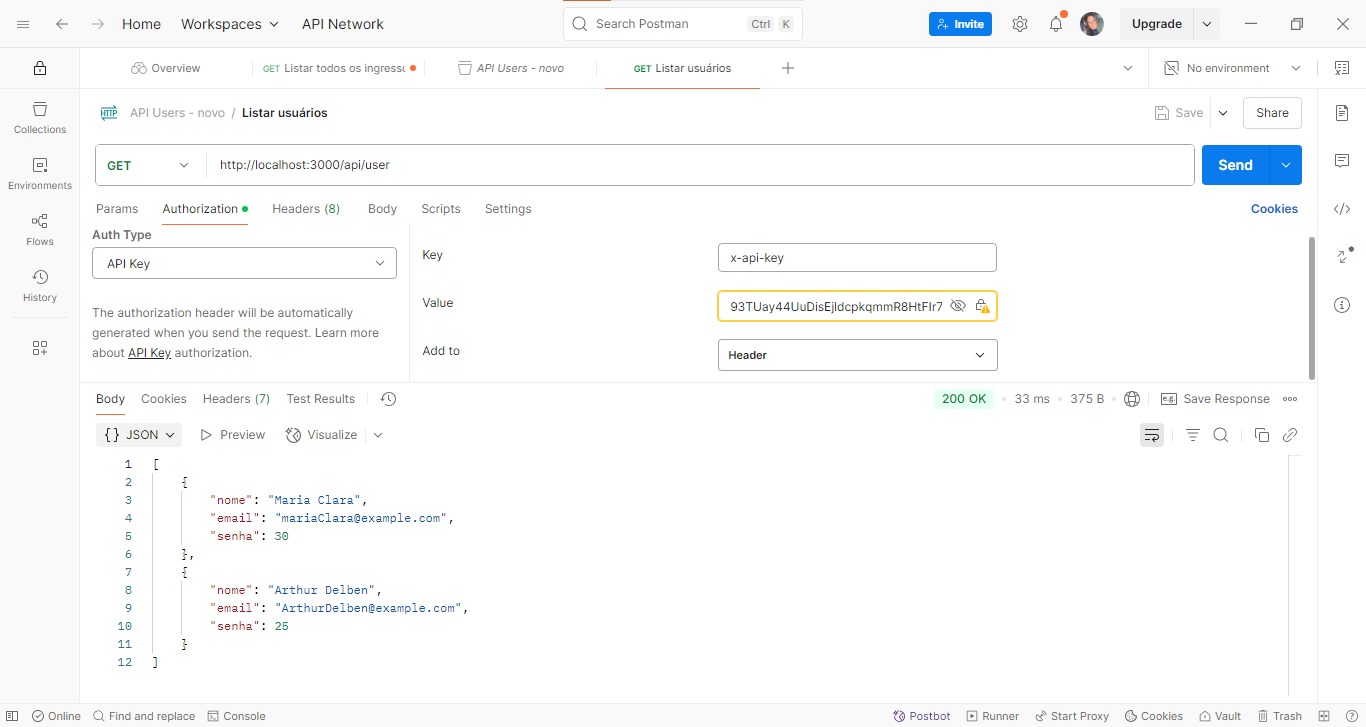 Home Workspaces API Network Search Postman Ctrl K Invite Upgrade
Overview GET Listar todos os ingressc API Users - novo GET Listar usuários No environment
HTTP API Users - novo / Listar usuários Save Share
Collections
Environments
Flows
History
GET http://localhost:3000/api/user Send
Params Authorization Headers (8) Body Scripts Settings Cookies
Auth Type
API Key
The authorization header will be automatically
generated when you send the request. Learn more
about API Key authorization.
Key x-api-key
Value 93TUay44UuDisEjldcpkqmmR8HtFIr7
Add to Header
Body Cookies Headers (7) Test Results 200 OK 33 ms 375 B e.g. Save Response
{} JSON Preview Visualize
1 [
2 {
3 "nome": "Maria Clara",
4 "email": "mariaClara@example.com",
5 "senha": 30
6 },
7 {
8 "nome": "Arthur Delben",
9 "email": "ArthurDelben@example.com",
10 "senha": 25
11 }
12 ]
Online Find and replace Console Postbot Runner Start Proxy Cookies Vault Trash